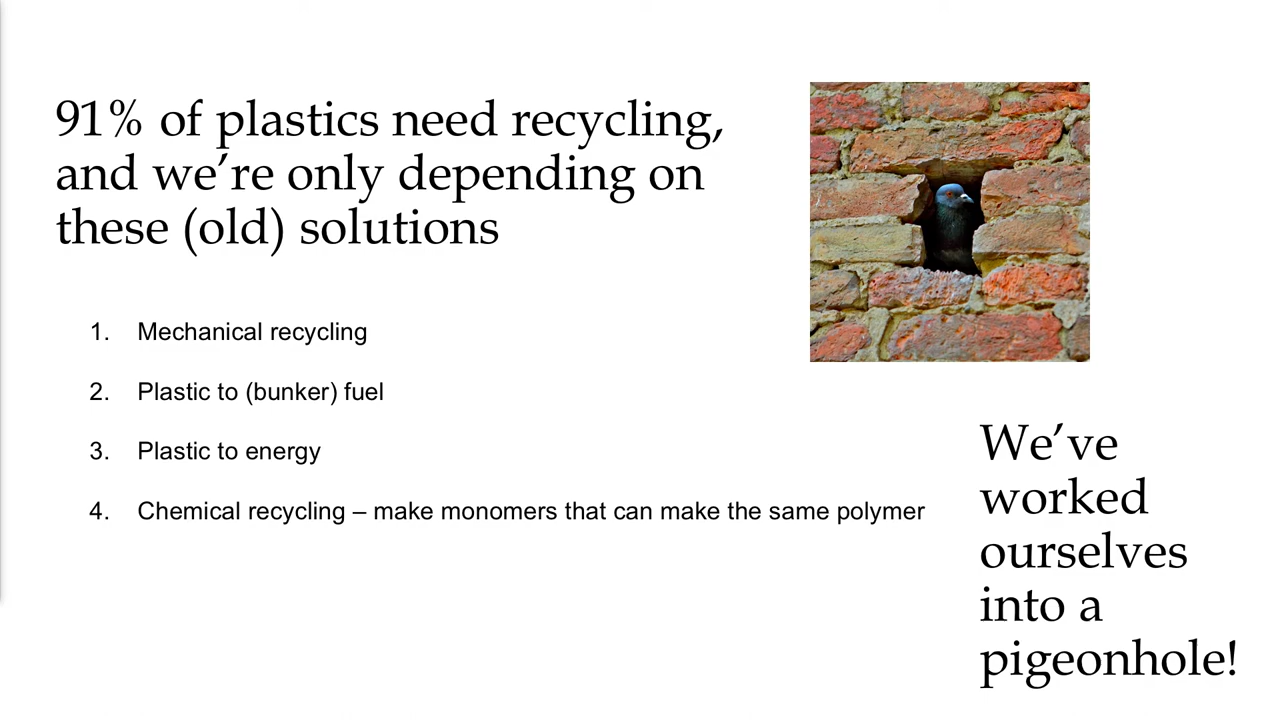 91% of plastics need recycling,
and we’re only depending on
these (old) solutions
1. Mechanical recycling
2. Plastic to (bunker) fuel
3. Plastic to energy
4. Chemical recycling – make monomers that can make the same polymer
We’ve
worked
ourselves
into a
pigeonhole!